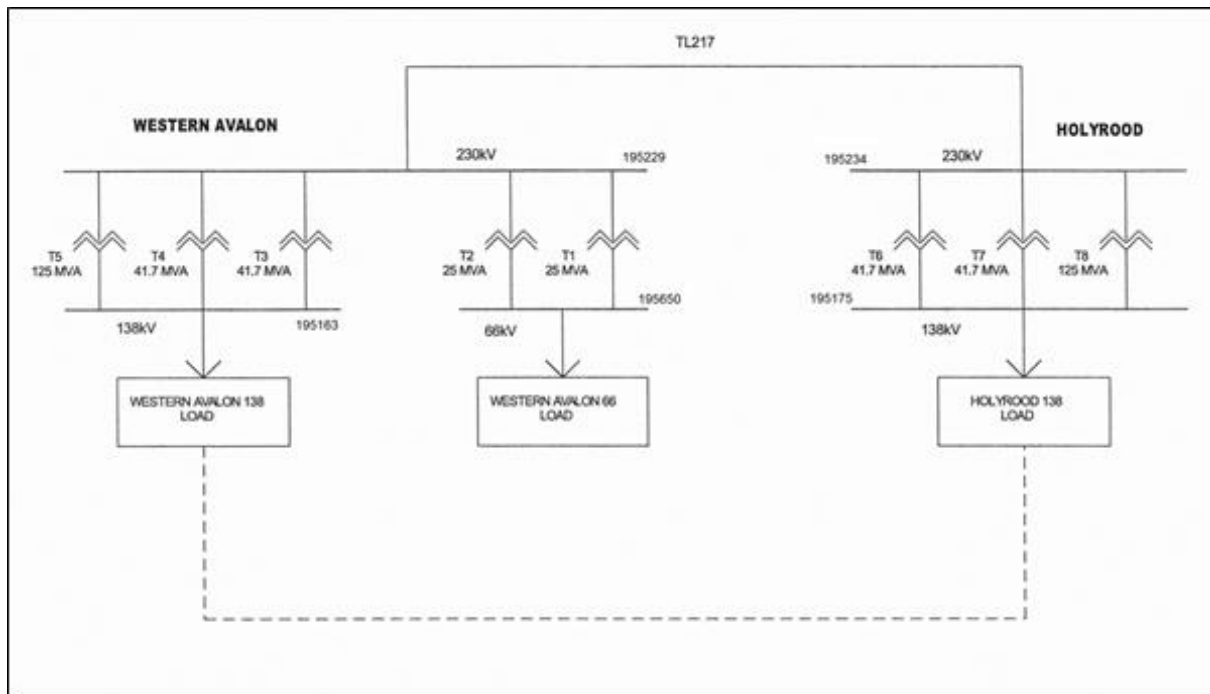 TL217
WESTERN AVALON
HOLYROOD
230kV
195229
195234
230kV
T5
125 MVA
T4
41.7 MVA
T3
41.7 MVA
T2
25 MVA
T1
25 MVA
T6
41.7 MVA
T7
41.7 MVA
T8
125 MVA
138kV
195163
66kV
195650
195175
138kV
WESTERN AVALON 138
LOAD
WESTERN AVALON 66
LOAD
HOLYROOD 138
LOAD